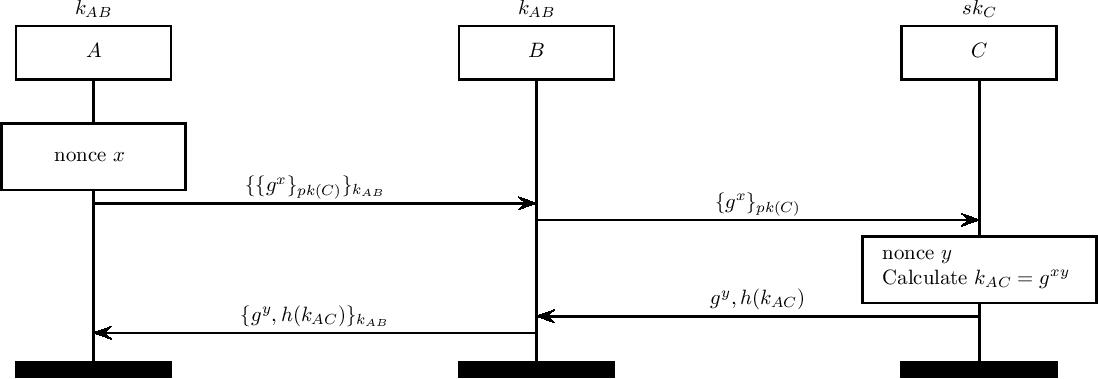 k_{AB}
k_{AB}
sk_C
A
B
C
nonce x
{{g^x}_{pk(C)}}_{k_{AB}}
{g^x}_{pk(C)}
nonce y
Calculate k_{AC} = g^{xy}
g^y, h(k_{AC})
{g^y, h(k_{AC})}_{k_{AB}}